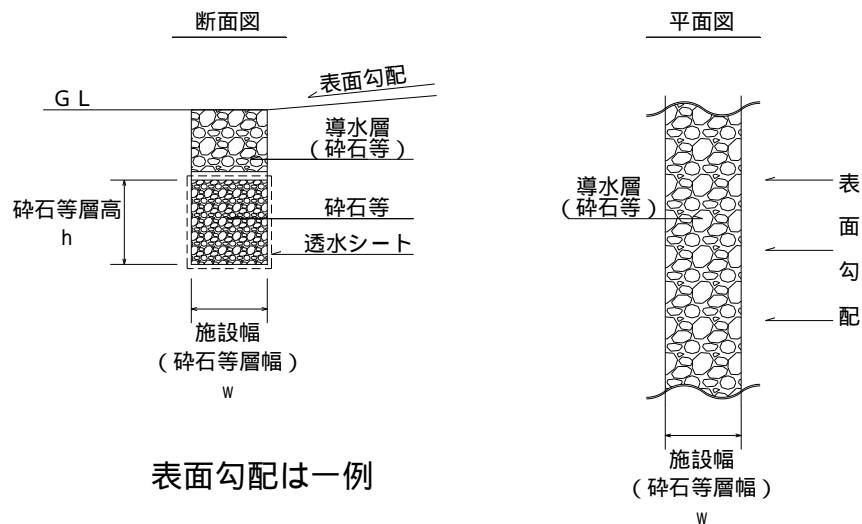 断面図
表面勾配
ＧＬ
導水層
（砕石等）
砕石等層高
h
砕石等
透水シート
施設幅
（砕石等層幅）
w
表面勾配は一例
平面図
導水層
（砕石等）
表
面
勾
配
施設幅
（砕石等層幅）
w